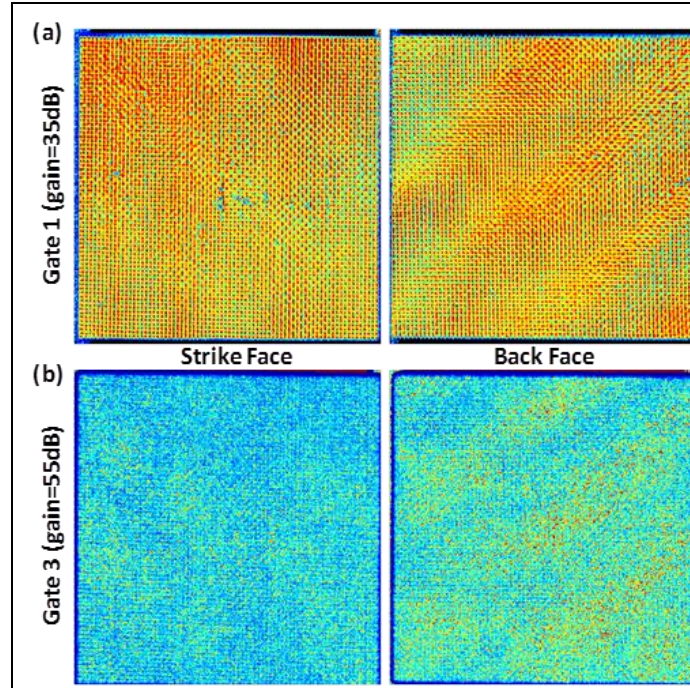 (a)
Gate 1 (gain=35dB)
Strike Face
Back Face
(b)
Gate 3 (gain=55dB)